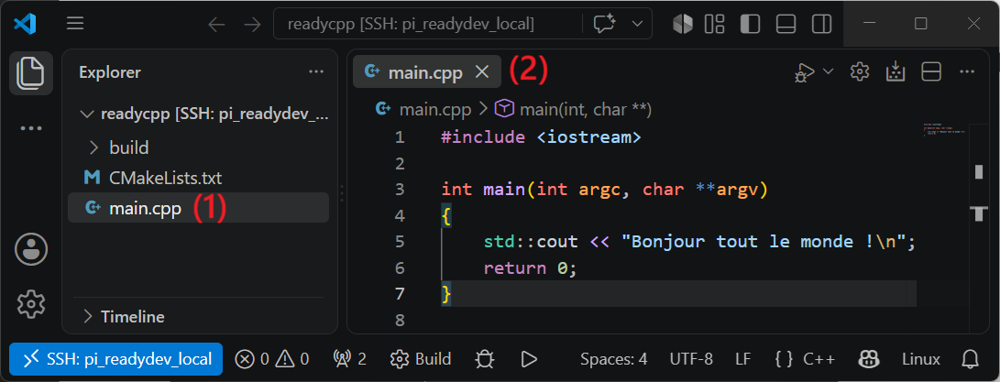 readycpp [SSH: pi_readydev_local]
Explorer
readycpp [SSH: pi_readydev_...
build
CMakeLists.txt
main.cpp (1)
Timeline
main.cpp (2)
main.cpp > main(int, char **)
1 #include <iostream>
2
3 int main(int argc, char **argv)
4 {
5     std::cout << "Bonjour tout le monde !\n";
6     return 0;
7 }
8
SSH: pi_readydev_local 0 0 2 Build Spaces: 4 UTF-8 LF { } C++ Linux